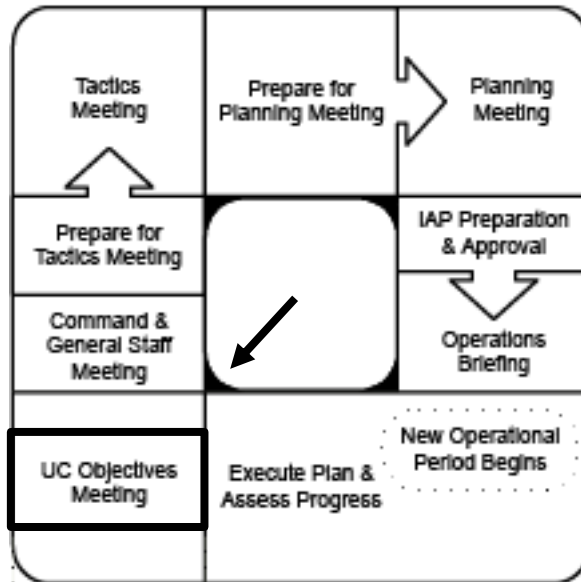 Tactics
Meeting
Prepare for
Planning Meeting
Planning
Meeting
Prepare for
Tactics Meeting
IAP Preparation
& Approval
Command &
General Staff
Meeting
Operations
Briefing
UC Objectives
Meeting
Execute Plan &
Assess Progress
New Operational
Period Begins